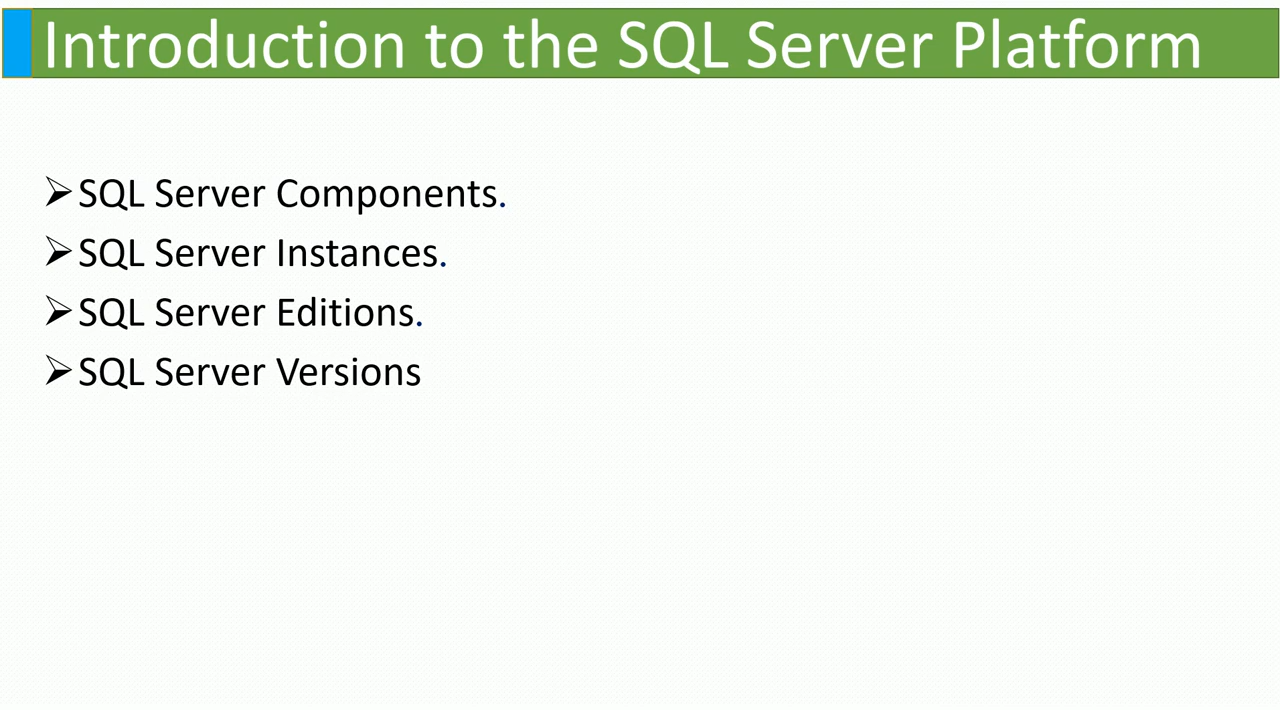 Introduction to the SQL Server Platform
➢SQL Server Components.
➢SQL Server Instances.
➢SQL Server Editions.
➢SQL Server Versions